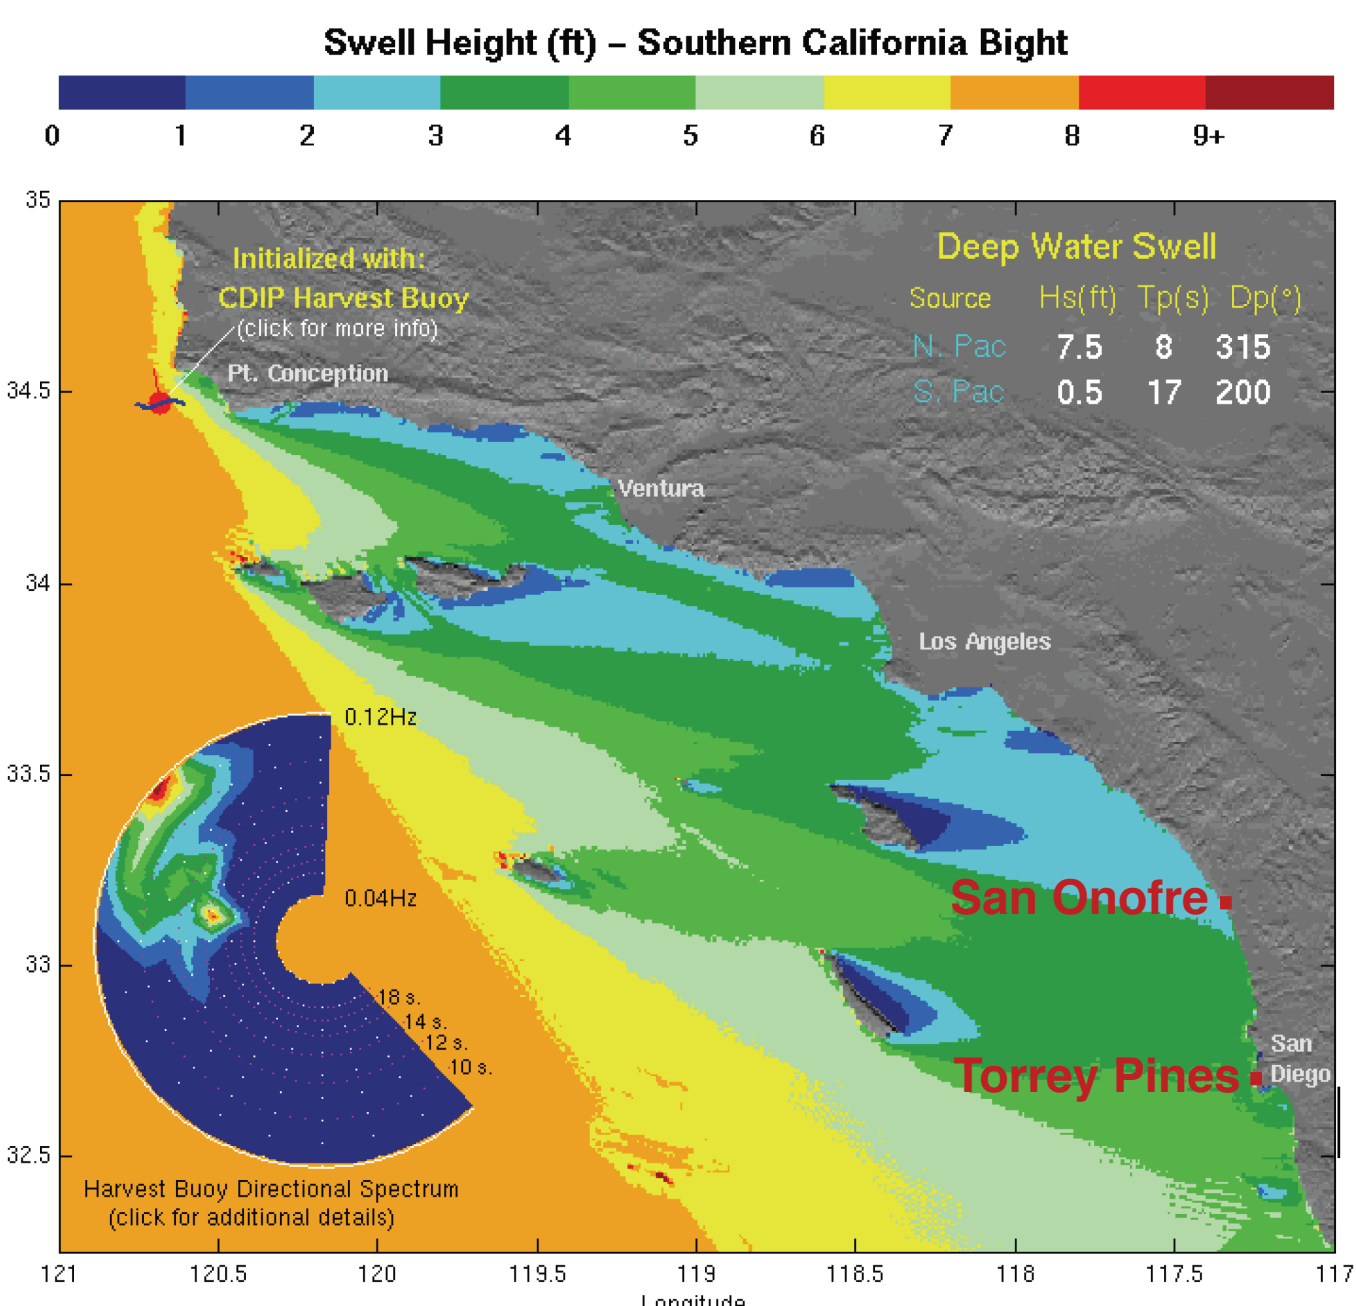 Swell Height (ft) – Southern California Bight
0 1 2 3 4 5 6 7 8 9+
35
34.5
34
33.5
33
32.5
Initialized with:
CDIP Harvest Buoy
(click for more info)
Pt. Conception
Deep Water Swell
Source Hs(ft) Tp(s) Dp(°)
N. Pac 7.5 8 315
S. Pac 0.5 17 200
Ventura
Los Angeles
0.12Hz
0.04Hz
18 s.
14 s.
12 s.
10 s.
San Onofre
Torrey Pines
San
Diego
Harvest Buoy Directional Spectrum
(click for additional details)
121 120.5 120 119.5 119 118.5 118 117.5 117
Longitude